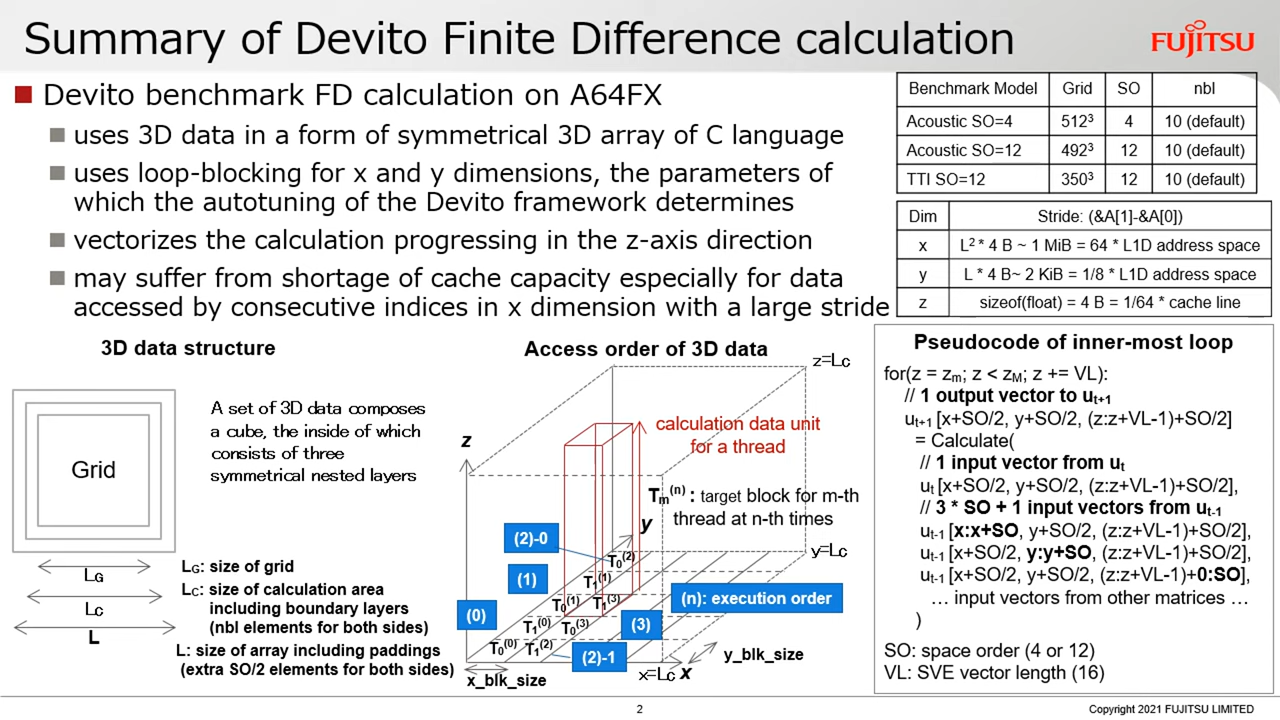 Summary of Devito Finite Difference calculation
FUJITSU
Devito benchmark FD calculation on A64FX
uses 3D data in a form of symmetrical 3D array of C language
uses loop-blocking for x and y dimensions, the parameters of
which the autotuning of the Devito framework determines
vectorizes the calculation progressing in the z-axis direction
may suffer from shortage of cache capacity especially for data
accessed by consecutive indices in x dimension with a large stride
Benchmark Model Grid SO nbl
Acoustic SO=4 512³ 4 10 (default)
Acoustic SO=12 492³ 12 10 (default)
TTI SO=12 350³ 12 10 (default)
Dim Stride: (&A[1]-&A[0])
x L² * 4 B ~ 1 MiB = 64 * L1D address space
y L * 4 B~ 2 KiB = 1/8 * L1D address space
z sizeof(float) = 4 B = 1/64 * cache line
3D data structure
Grid
A set of 3D data composes
a cube, the inside of which
consists of three
symmetrical nested layers
L_G
L_C
L
L_G: size of grid
L_C: size of calculation area
including boundary layers
(nbl elements for both sides)
L: size of array including paddings
(extra SO/2 elements for both sides)
Access order of 3D data
z=L_C
calculation data unit
for a thread
z
T_m^(n) : target block for m-th
thread at n-th times
y
(2)-0
y=L_C
T_0^(2)
(1)
T_1^(1)
(n): execution order
T_0^(1) T_1^(3)
(0)
T_1^(0) T_0^(3)
(3)
T_0^(0) T_1^(2)
(2)-1
y_blk_size
x_blk_size
x=L_C x
Pseudocode of inner-most loop
for(z = z_m; z < z_M; z += VL):
// 1 output vector to u_t+1
u_t+1 [x+SO/2, y+SO/2, (z:z+VL-1)+SO/2]
= Calculate(
// 1 input vector from u_t
u_t [x+SO/2, y+SO/2, (z:z+VL-1)+SO/2],
// 3 * SO + 1 input vectors from u_t-1
u_t-1 [x:x+SO, y+SO/2, (z:z+VL-1)+SO/2],
u_t-1 [x+SO/2, y:y+SO, (z:z+VL-1)+SO/2],
u_t-1 [x+SO/2, y+SO/2, (z:z+VL-1)+0:SO],
… input vectors from other matrices …
)
SO: space order (4 or 12)
VL: SVE vector length (16)
2
Copyright 2021 FUJITSU LIMITED